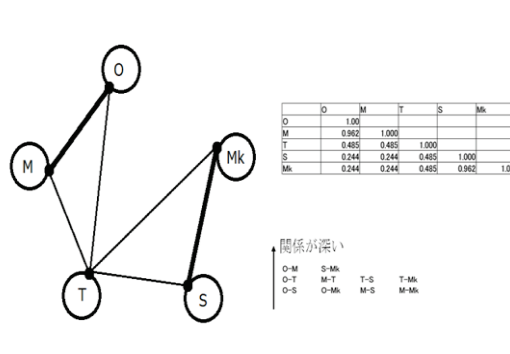 O
M
Mk
T
S
O M T S Mk
O 1.00
M 0.962 1.000
T 0.485 0.485 1.000
S 0.244 0.244 0.485 1.000
Mk 0.244 0.244 0.485 0.962 1.0
関係が深い
O-M S-Mk
O-T M-T T-S T-Mk
O-S O-Mk M-S M-Mk